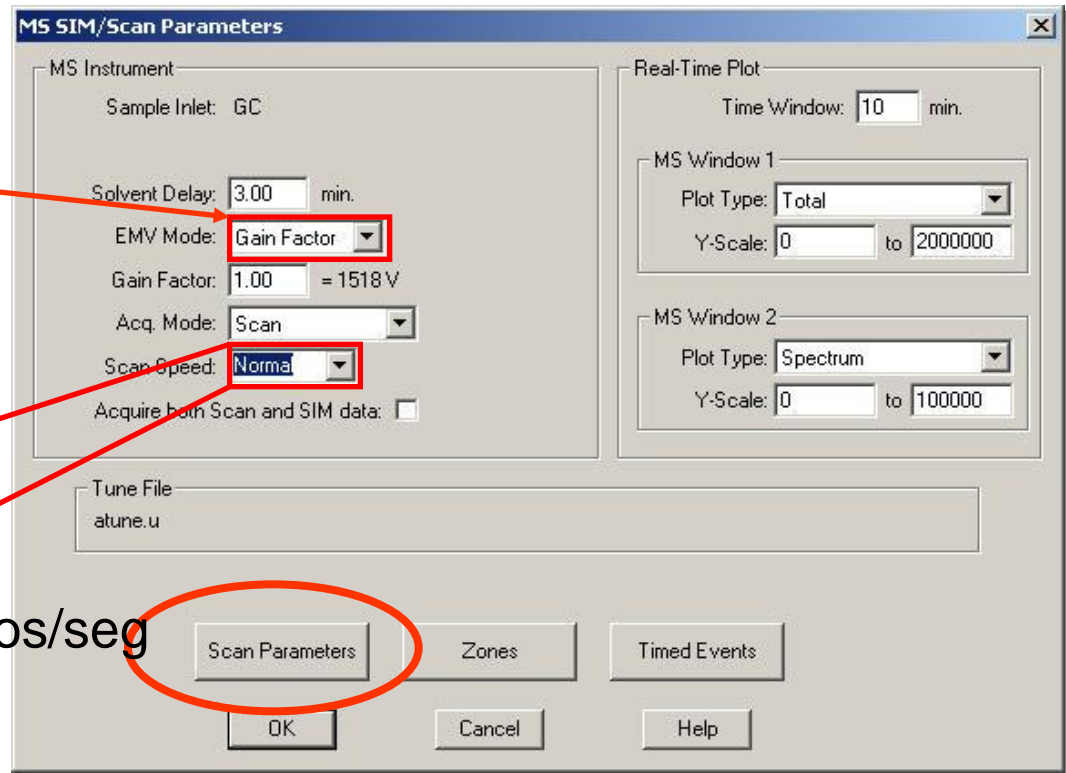 MS SIM/Scan Parameters
MS Instrument
Sample Inlet: GC
Solvent Delay: 3.00 min.
EMV Mode: Gain Factor
Gain Factor: 1.00 = 1518 V
Acq. Mode: Scan
Scan Speed: Normal
Acquire both Scan and SIM data:
Real-Time Plot
Time Window: 10 min.
MS Window 1
Plot Type: Total
Y-Scale: 0 to 2000000
MS Window 2
Plot Type: Spectrum
Y-Scale: 0 to 100000
Tune File
atune.u
os/seg
Scan Parameters Zones Timed Events
OK Cancel Help